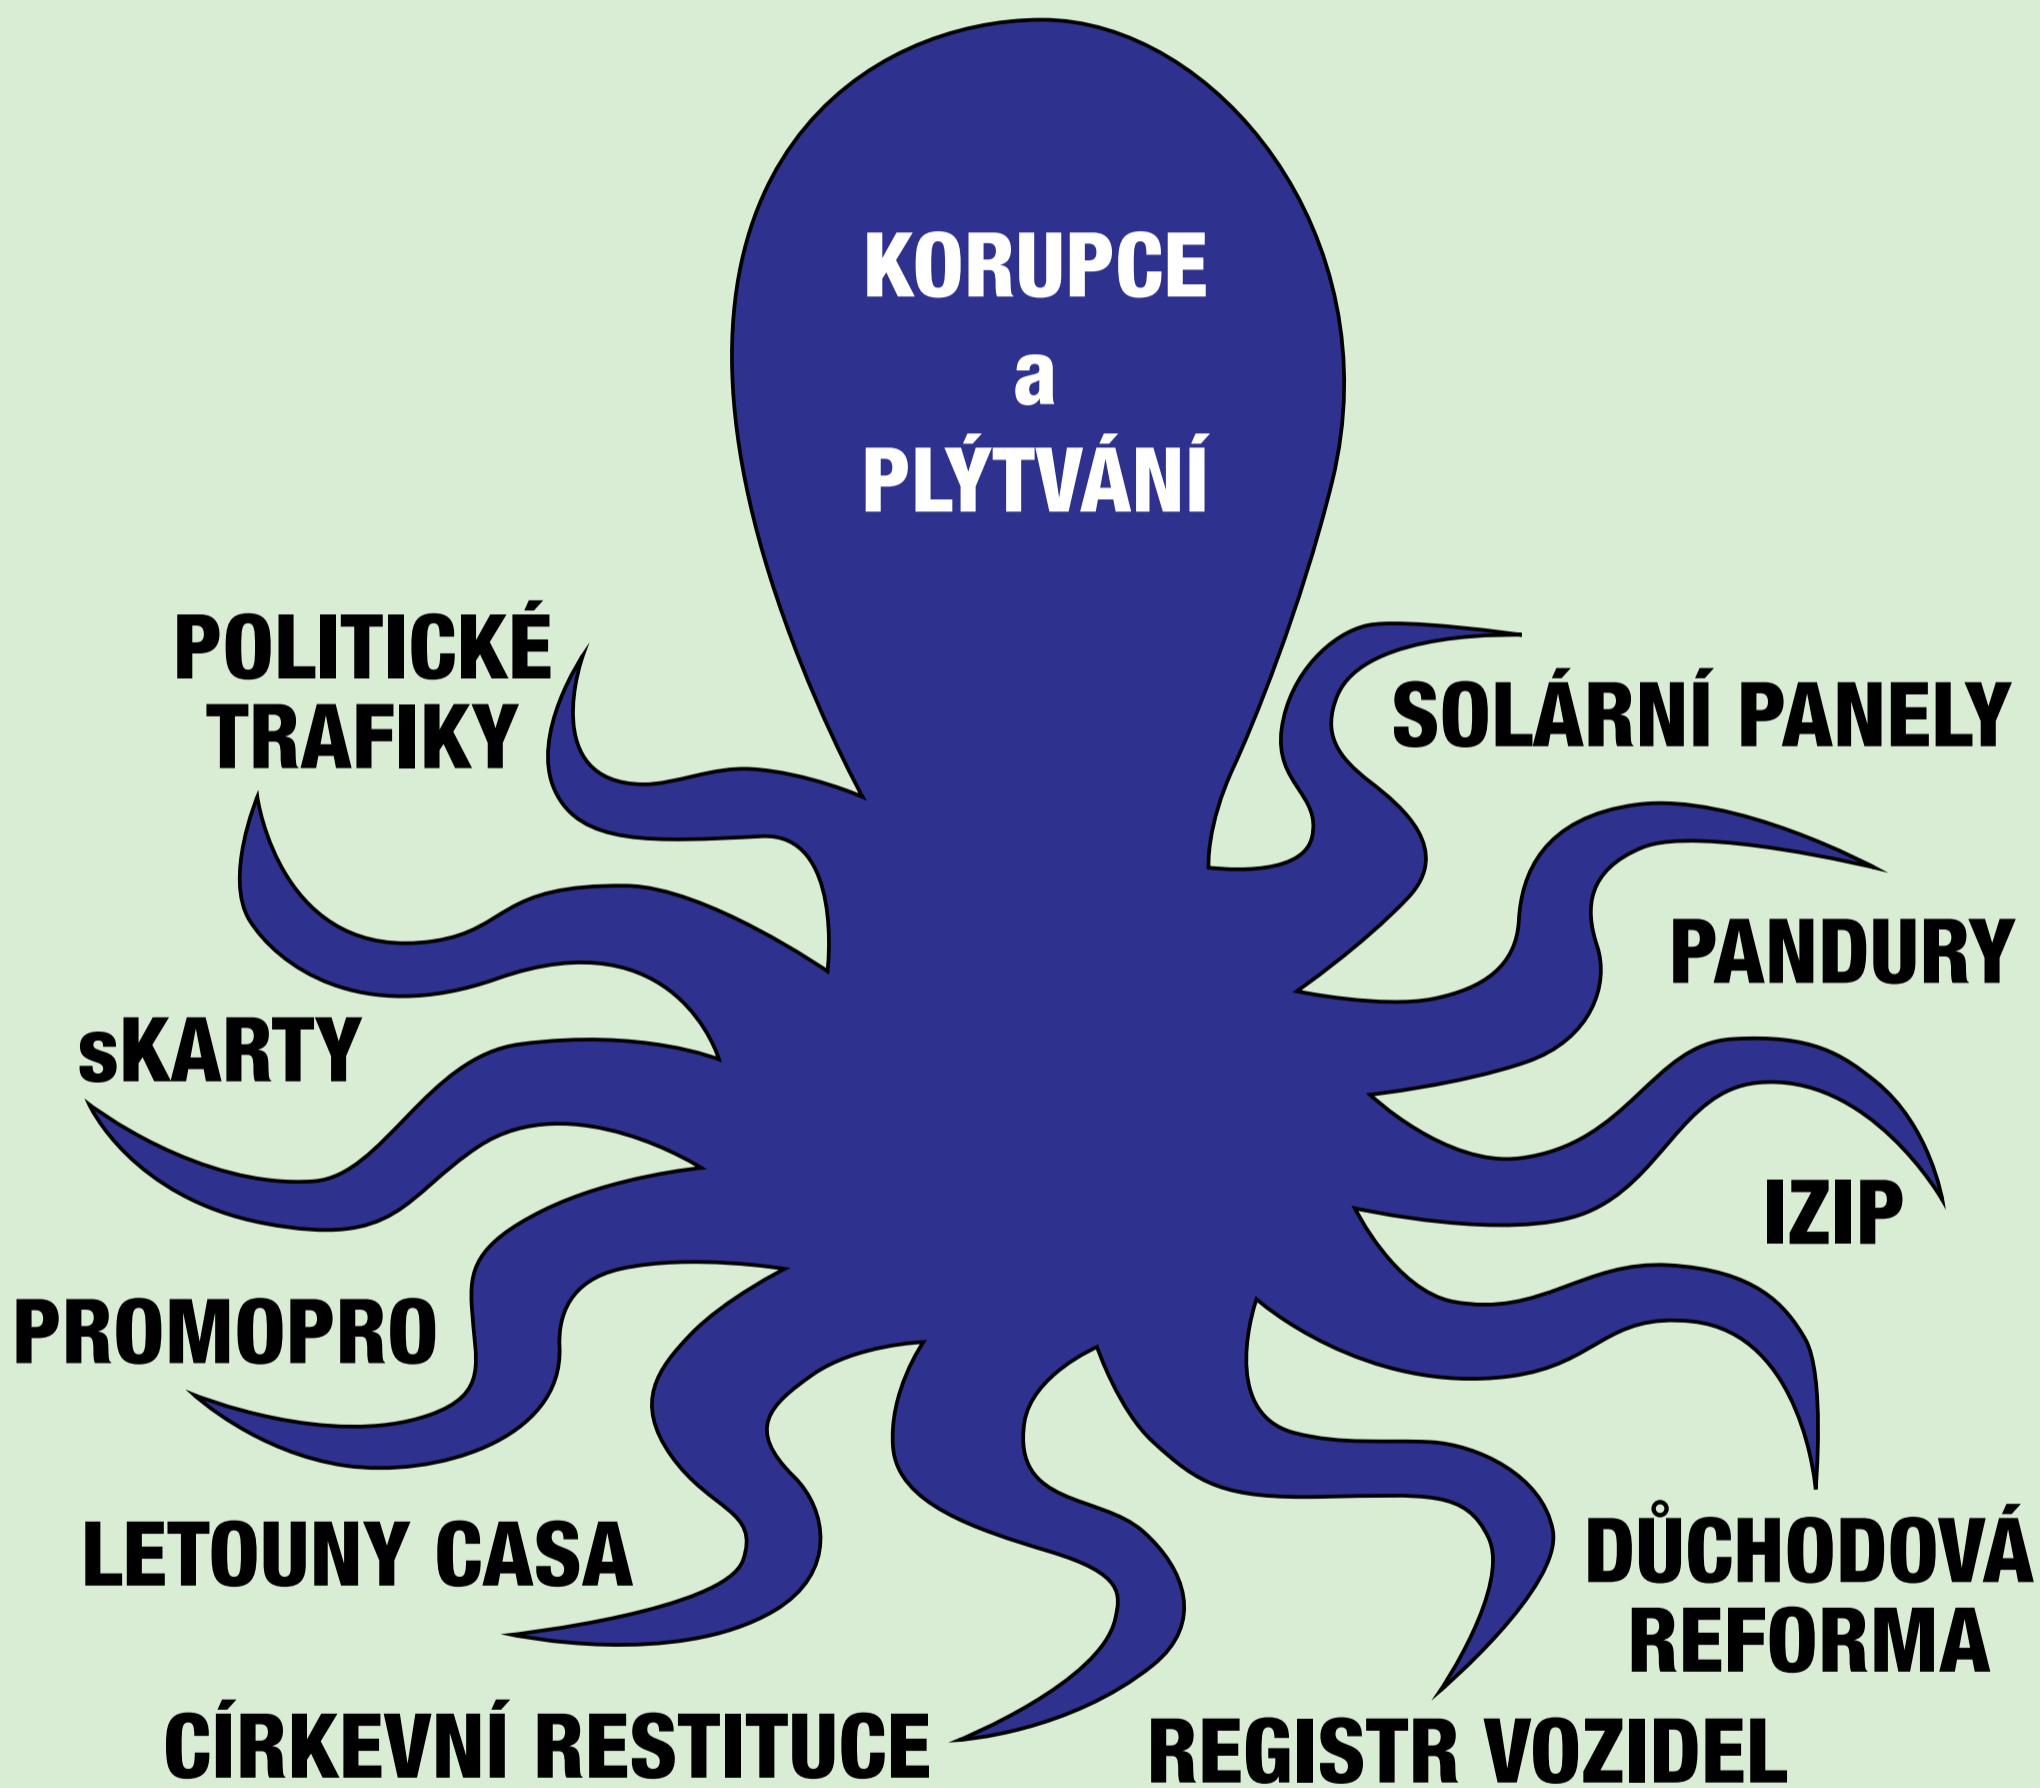 KORUPCE
a
PLÝTVÁNÍ
POLITICKÉ
TRAFIKY
SOLÁRNÍ PANELY
PANDURY
sKARTY
IZIP
PROMOPRO
LETOUNY CASA
DŮCHODOVÁ
REFORMA
CÍRKEVNÍ RESTITUCE
REGISTR VOZIDEL